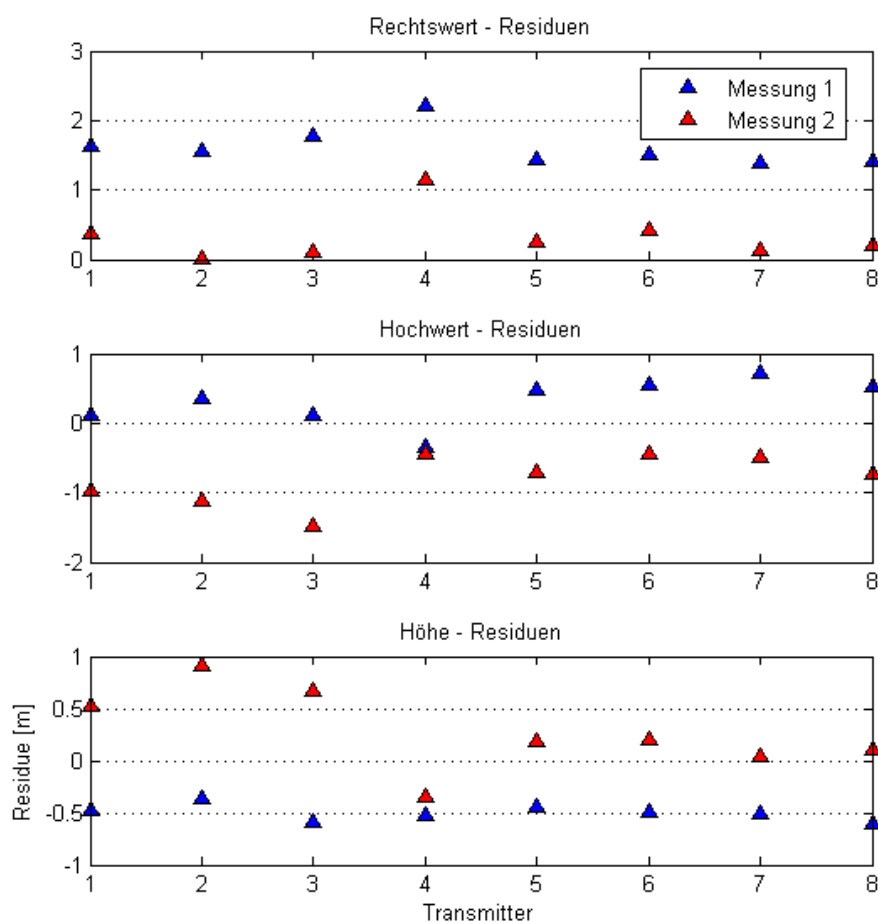 Rechtswert - Residuen
3
2
1
0
Messung 1
Messung 2
1 2 3 4 5 6 7 8
Hochwert - Residuen
1
0
-1
-2
1 2 3 4 5 6 7 8
Höhe - Residuen
1
0.5
0
-0.5
-1
Residue [m]
1 2 3 4 5 6 7 8
Transmitter